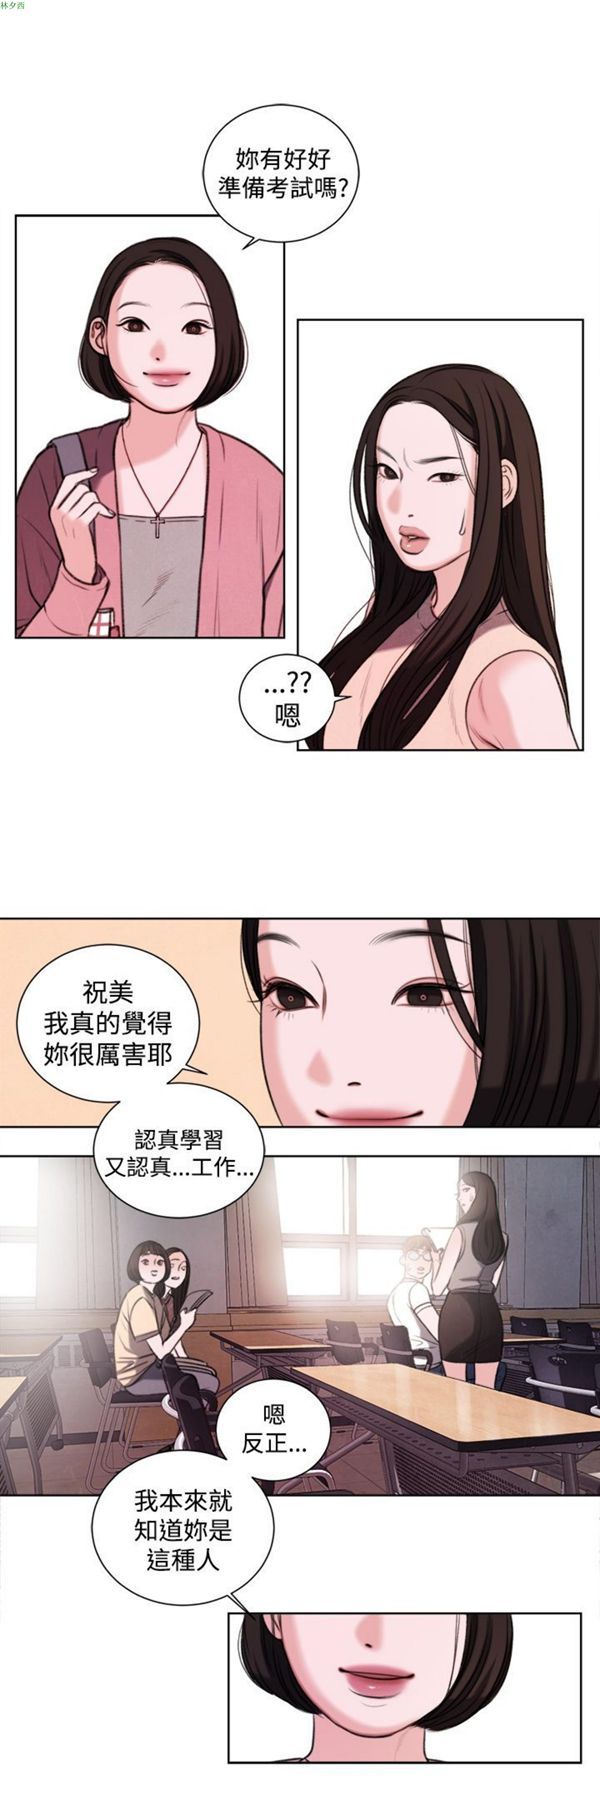 林夕西
妳有好好
準備考試嗎?
...??
嗯
祝美
我真的覺得
妳很厲害耶
認真學習
又認真...工作...
嗯
反正...
我本來就
知道妳是
這種人